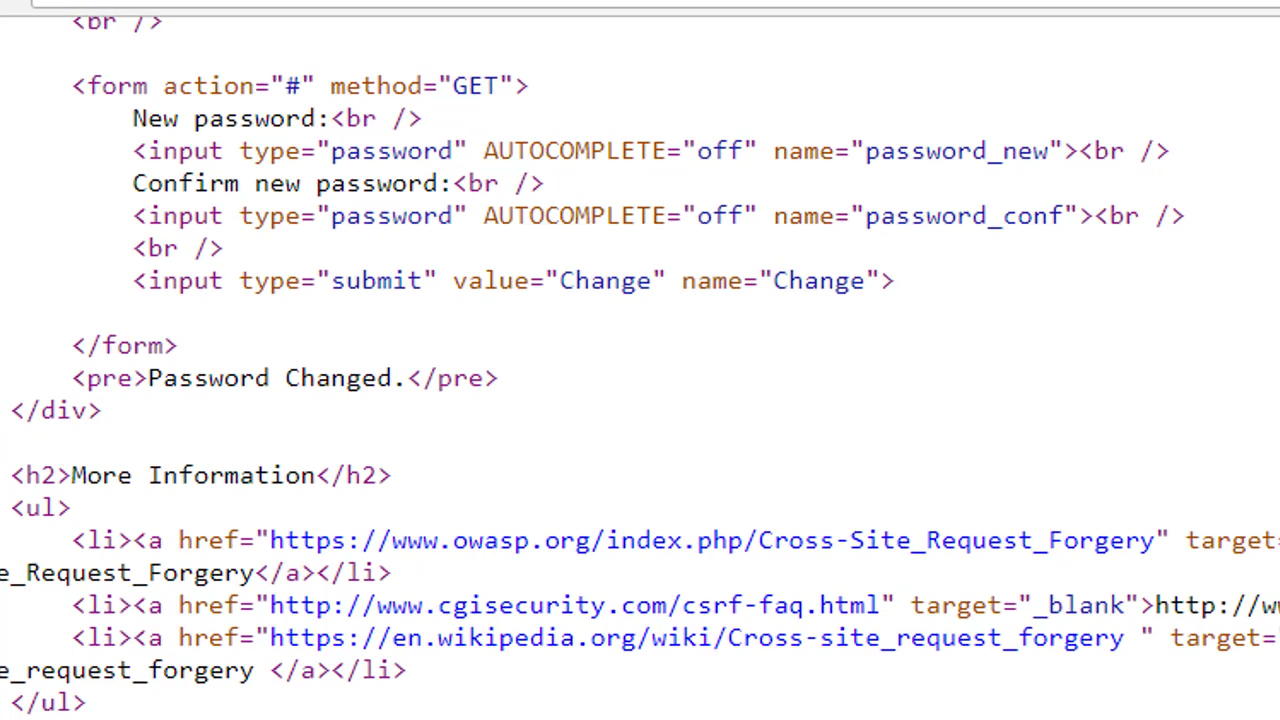 <br />
<form action="#" method="GET">
New password:<br />
<input type="password" AUTOCOMPLETE="off" name="password_new"><br />
Confirm new password:<br />
<input type="password" AUTOCOMPLETE="off" name="password_conf"><br />
<br />
<input type="submit" value="Change" name="Change">
</form>
<pre>Password Changed.</pre>
</div>
<h2>More Information</h2>
<ul>
<li><a href="https://www.owasp.org/index.php/Cross-Site_Request_Forgery" target=
e_Request_Forgery</a></li>
<li><a href="http://www.cgisecurity.com/csrf-faq.html" target="_blank">http://w
<li><a href="https://en.wikipedia.org/wiki/Cross-site_request_forgery " target=
e_request_forgery </a></li>
</ul>